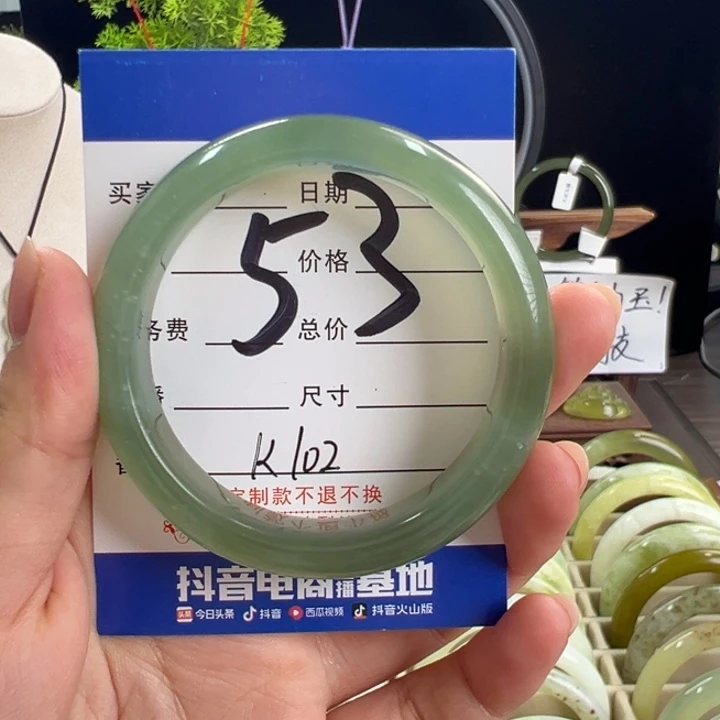 买家 日期
53
价格
务费 总价
尺寸
K102
定制款不退不换
抖音电商直播基地
今日头条 抖音 西瓜视频 抖音火山版
玉!